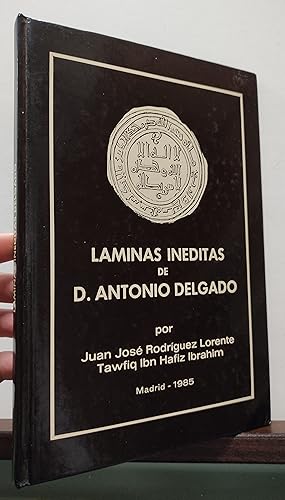 LAMINAS INEDITAS
DE
D. ANTONIO DELGADO
por
Juan José Rodríguez Lorente
Tawfiq Ibn Hafiz Ibrahim
Madrid - 1985